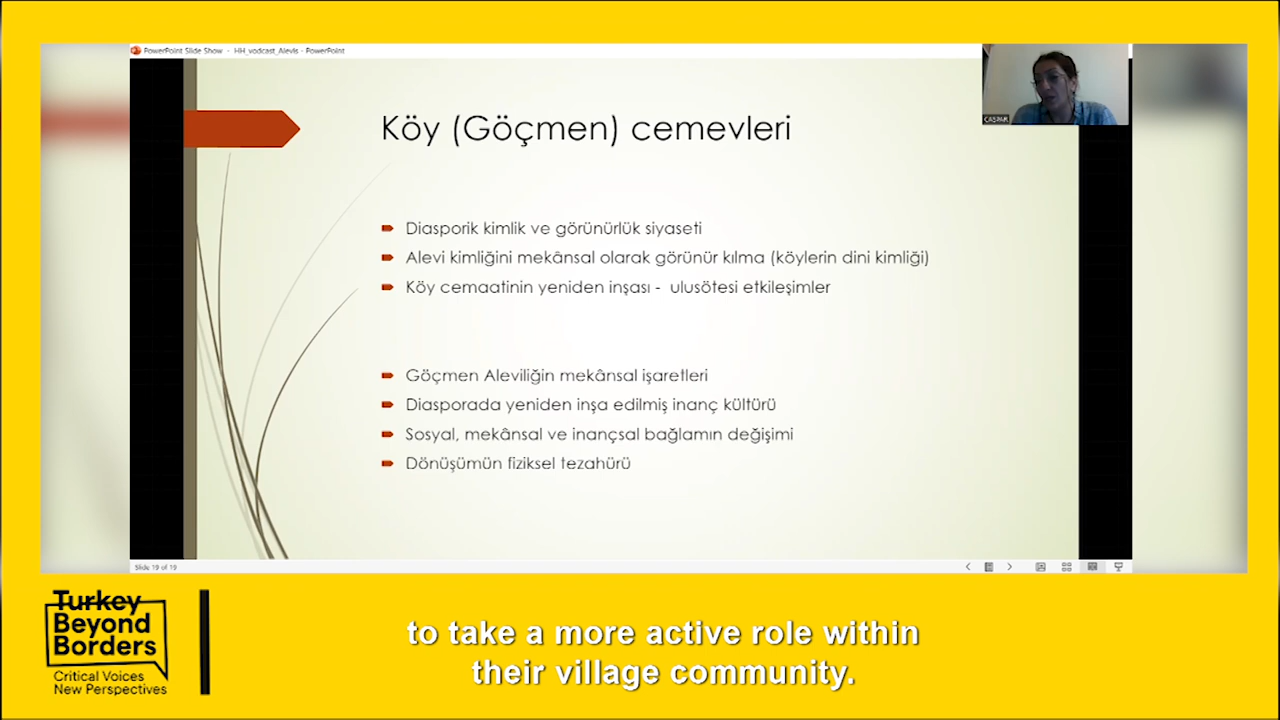 PowerPoint Slide Show - HH_vodcast_Alevis - PowerPoint
CASPAR
Köy (Göçmen) cemevleri
Diasporik kimlik ve görünürlük siyaseti
Alevi kimliğini mekânsal olarak görünür kılma (köylerin dini kimliği)
Köy cemaatinin yeniden inşası - ulusötesi etkileşimler
Göçmen Aleviliğin mekânsal işaretleri
Diasporada yeniden inşa edilmiş inanç kültürü
Sosyal, mekânsal ve inançsal bağlamın değişimi
Dönüşümün fiziksel tezahürü
Slide 19 of 19
Turkey
Beyond
Borders
Critical Voices
New Perspectives
to take a more active role within
their village community.